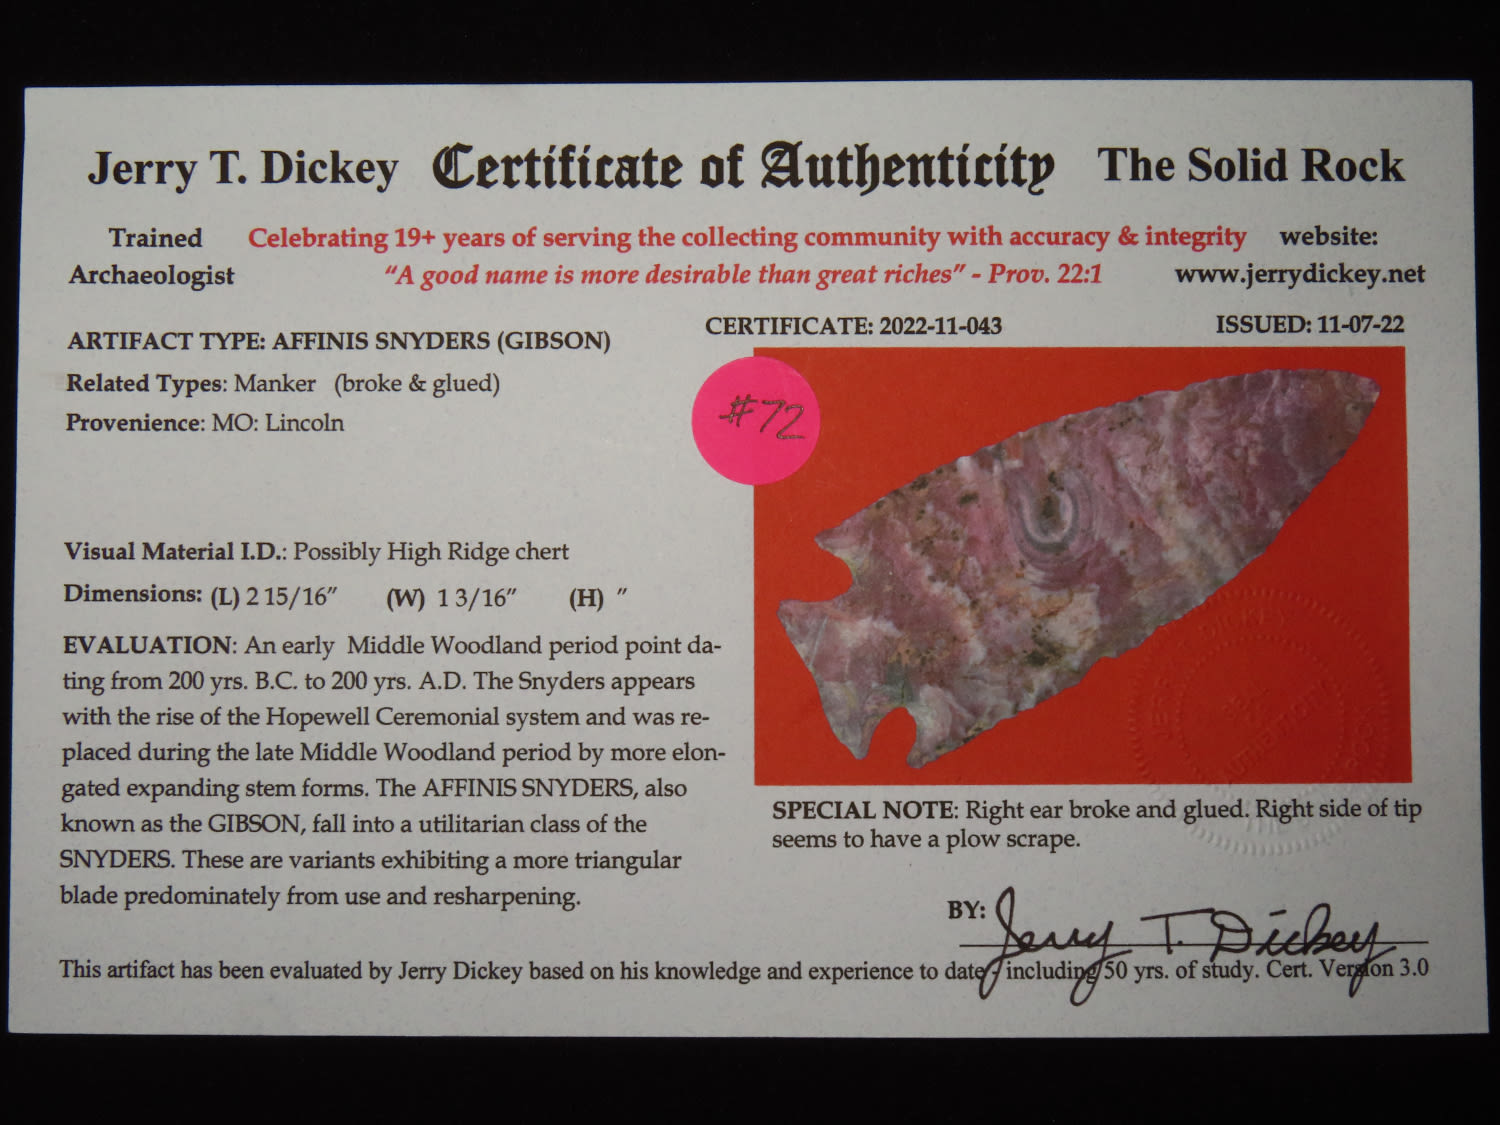 Jerry T. Dickey Certificate of Authenticity The Solid Rock
Trained Celebrating 19+ years of serving the collecting community with accuracy & integrity website:
Archaeologist "A good name is more desirable than great riches" - Prov. 22:1 www.jerrydickey.net
ARTIFACT TYPE: AFFINIS SNYDERS (GIBSON)
Related Types: Manker (broke & glued)
Provenience: MO: Lincoln
Visual Material I.D.: Possibly High Ridge chert
Dimensions: (L) 2 15/16" (W) 1 3/16" (H) "
EVALUATION: An early Middle Woodland period point da-
ting from 200 yrs. B.C. to 200 yrs. A.D. The Snyders appears
with the rise of the Hopewell Ceremonial system and was re-
placed during the late Middle Woodland period by more elon-
gated expanding stem forms. The AFFINIS SNYDERS, also
known as the GIBSON, fall into a utilitarian class of the
SNYDERS. These are variants exhibiting a more triangular
blade predominately from use and resharpening.
CERTIFICATE: 2022-11-043 ISSUED: 11-07-22
#72
SPECIAL NOTE: Right ear broke and glued. Right side of tip
seems to have a plow scrape.
BY: Jerry T. Dickey
This artifact has been evaluated by Jerry Dickey based on his knowledge and experience to date - including 50 yrs. of study. Cert. Version 3.0